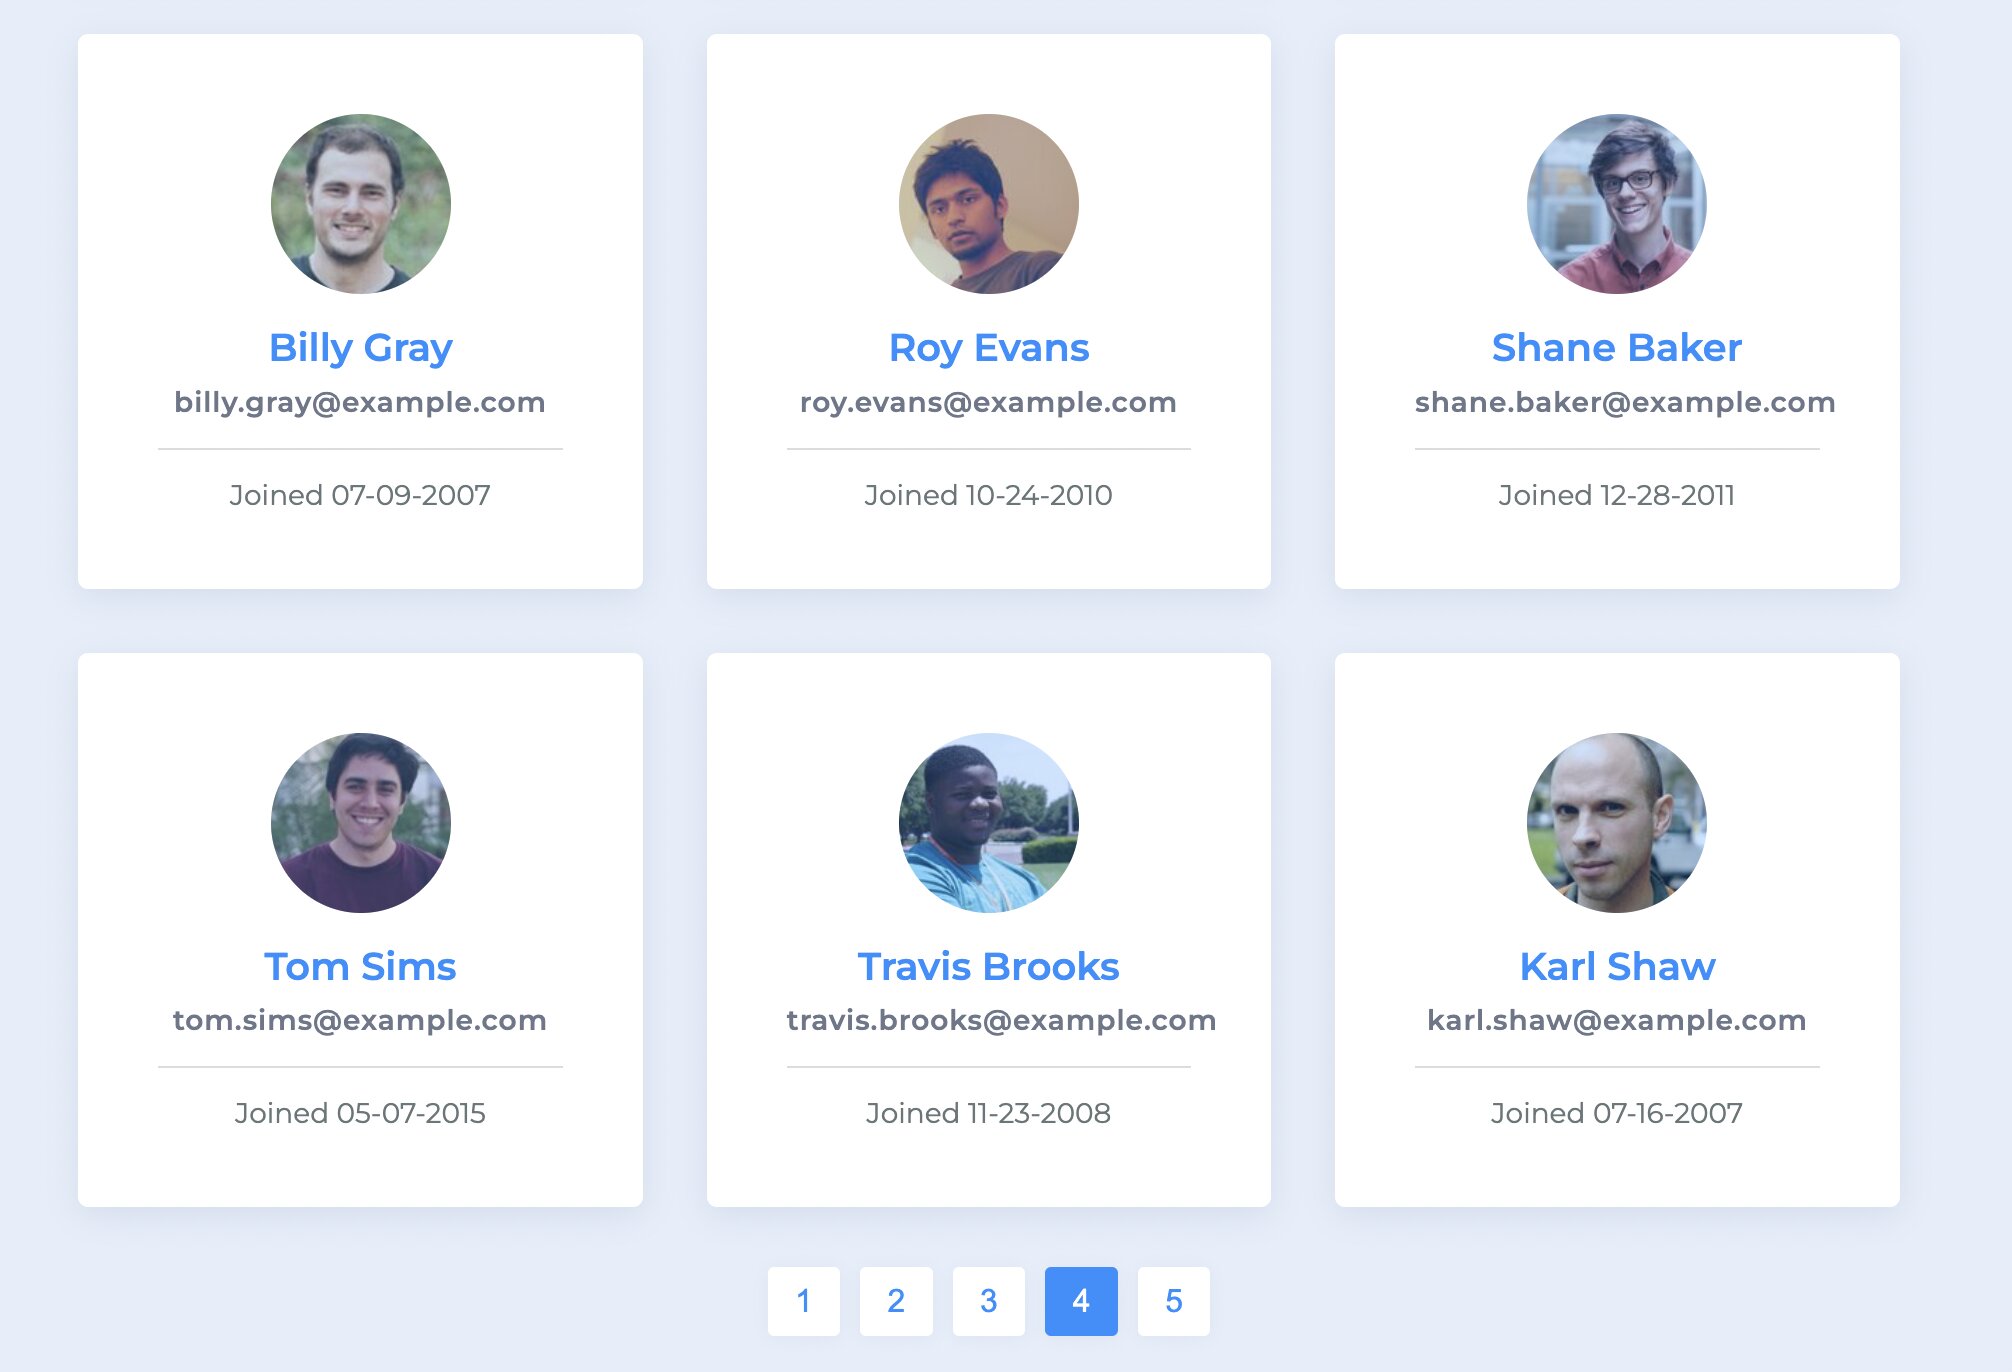 Billy Gray
billy.gray@example.com
Joined 07-09-2007
Roy Evans
roy.evans@example.com
Joined 10-24-2010
Shane Baker
shane.baker@example.com
Joined 12-28-2011
Tom Sims
tom.sims@example.com
Joined 05-07-2015
Travis Brooks
travis.brooks@example.com
Joined 11-23-2008
Karl Shaw
karl.shaw@example.com
Joined 07-16-2007
1 2 3 4 5